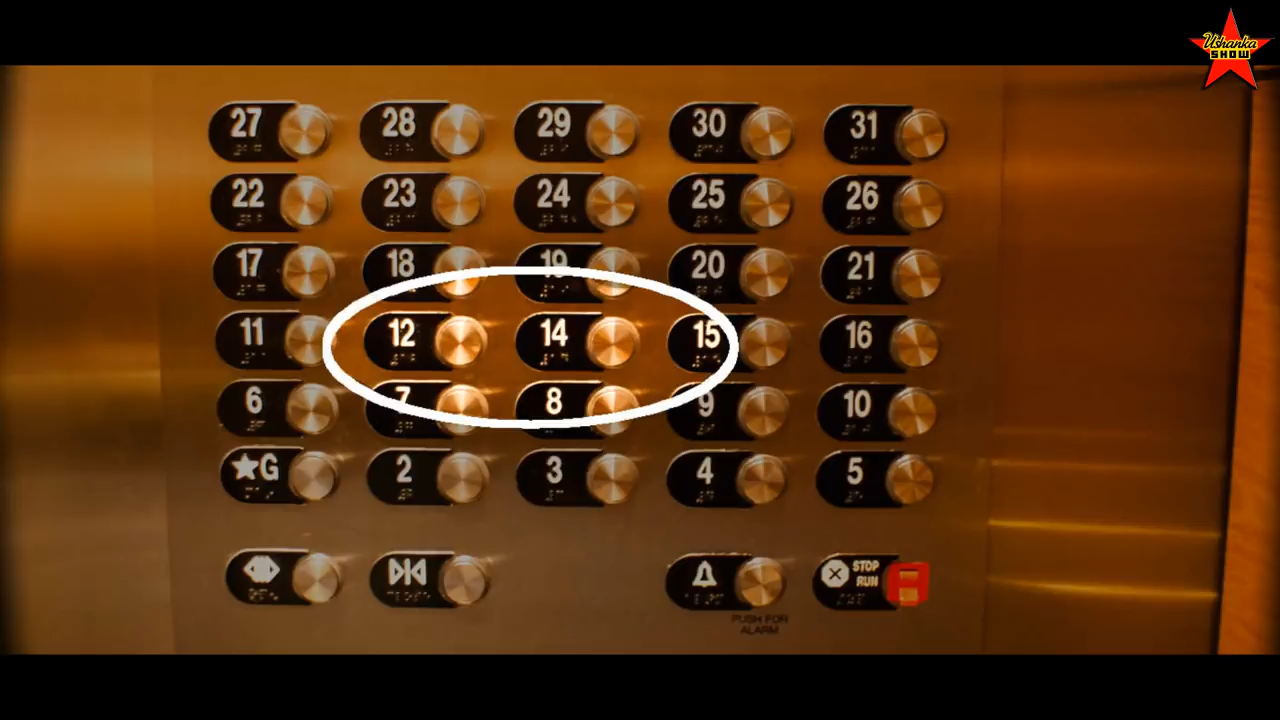 Ushanka
SHOW
27 28 29 30 31
22 23 24 25 26
17 18 19 20 21
11 12 14 15 16
6 7 8 9 10
★G 2 3 4 5
STOP
RUN
PUSH FOR
ALARM